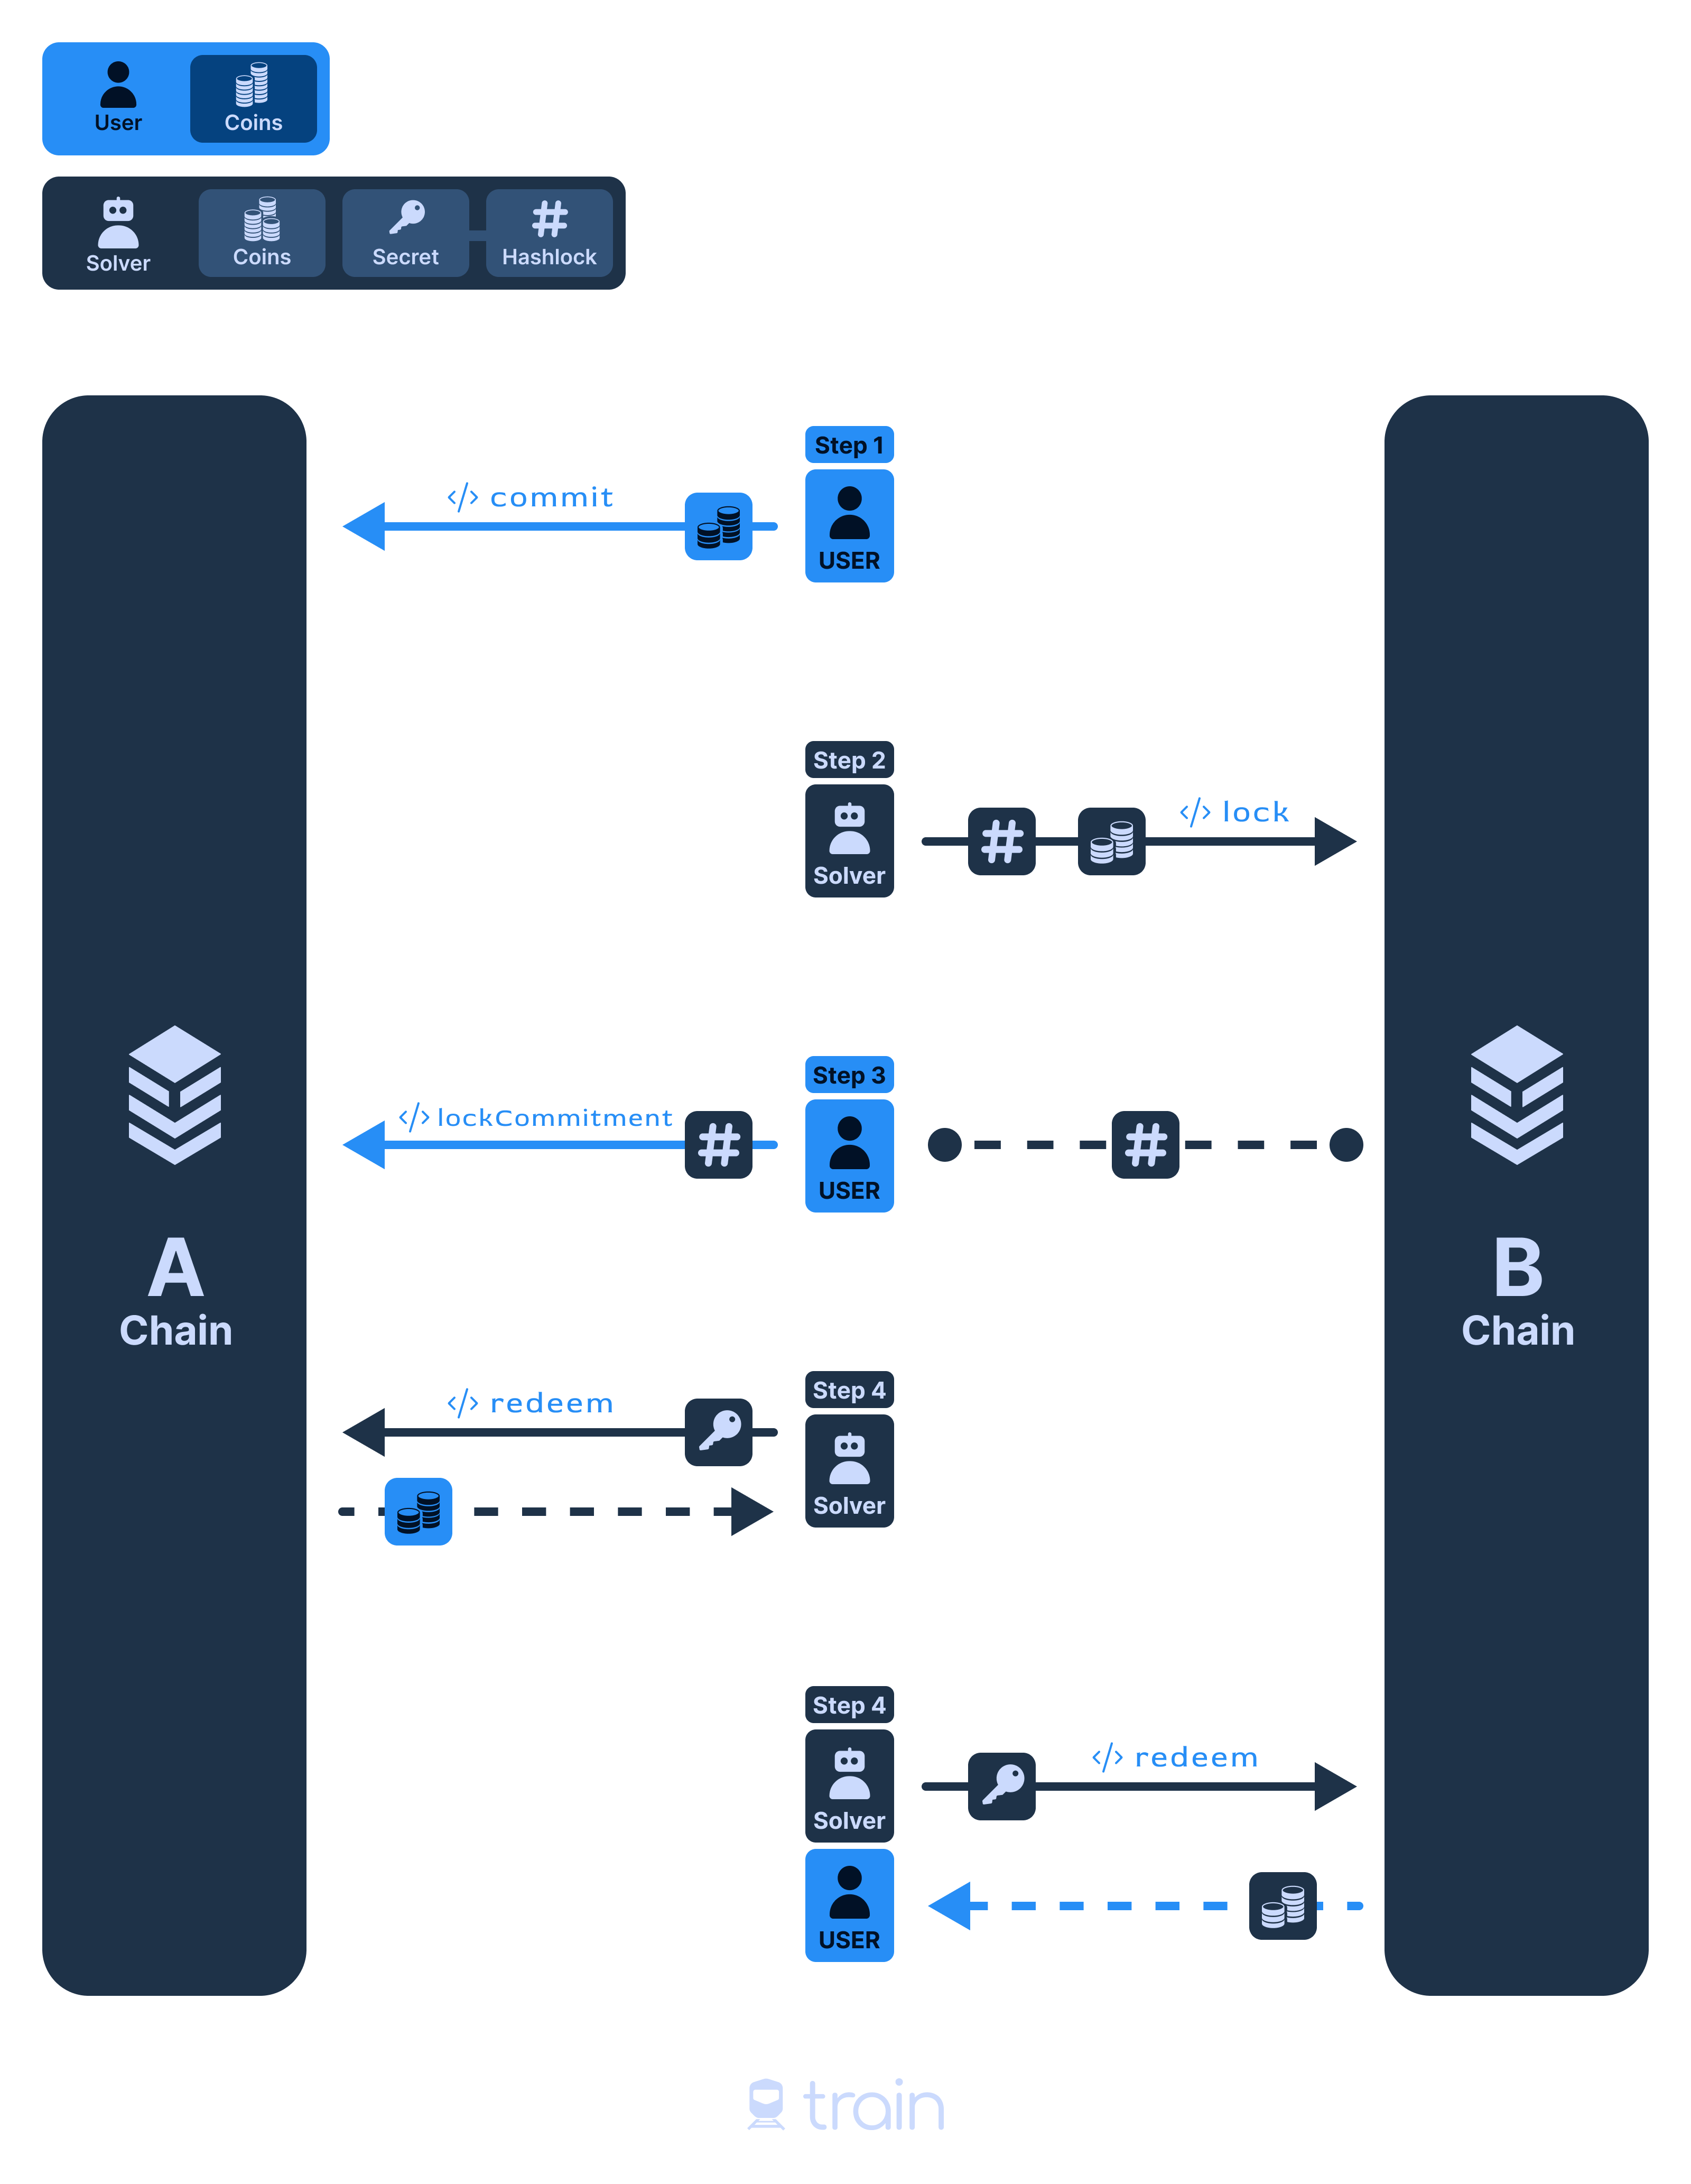 User
Coins
Solver
Coins
Secret
Hashlock
Step 1
</> commit
USER
Step 2
</> lock
Solver
Step 3
</> lockCommitment
USER
A
Chain
B
Chain
Step 4
</> redeem
Solver
Step 4
</> redeem
Solver
USER
train